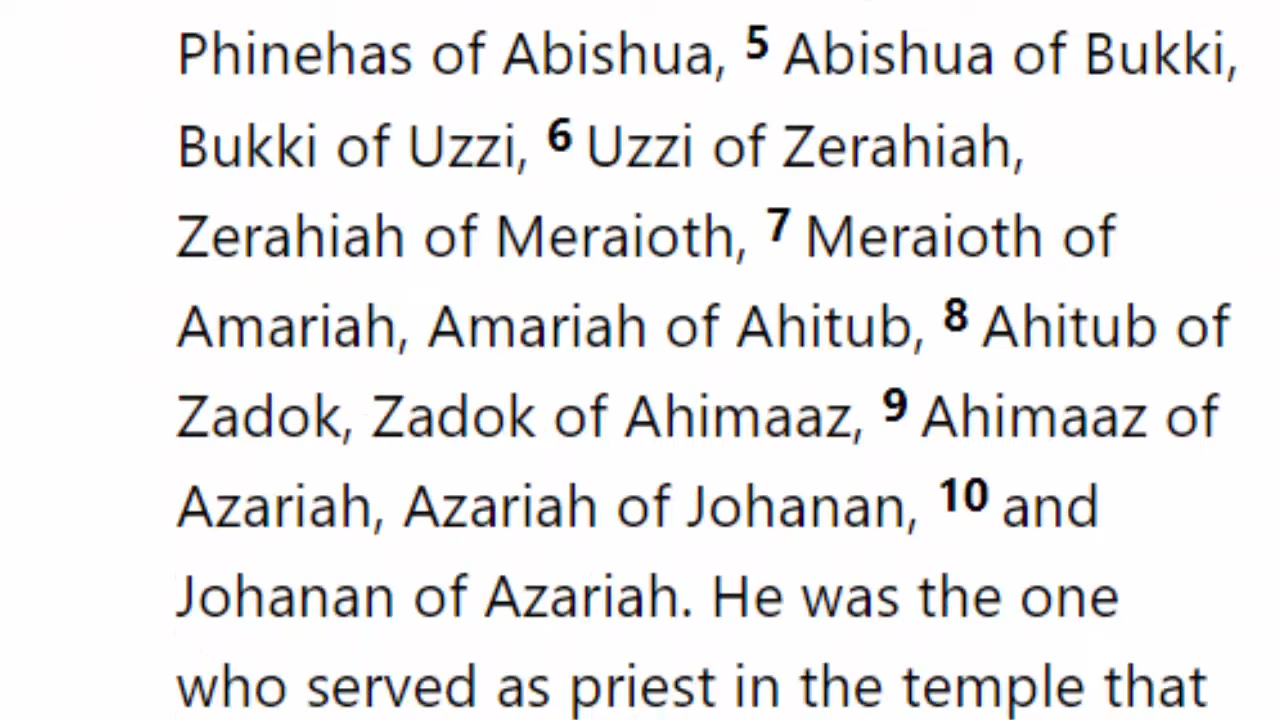 Phinehas of Abishua, 5 Abishua of Bukki,
Bukki of Uzzi, 6 Uzzi of Zerahiah,
Zerahiah of Meraioth, 7 Meraioth of
Amariah, Amariah of Ahitub, 8 Ahitub of
Zadok, Zadok of Ahimaaz, 9 Ahimaaz of
Azariah, Azariah of Johanan, 10 and
Johanan of Azariah. He was the one
who served as priest in the temple that